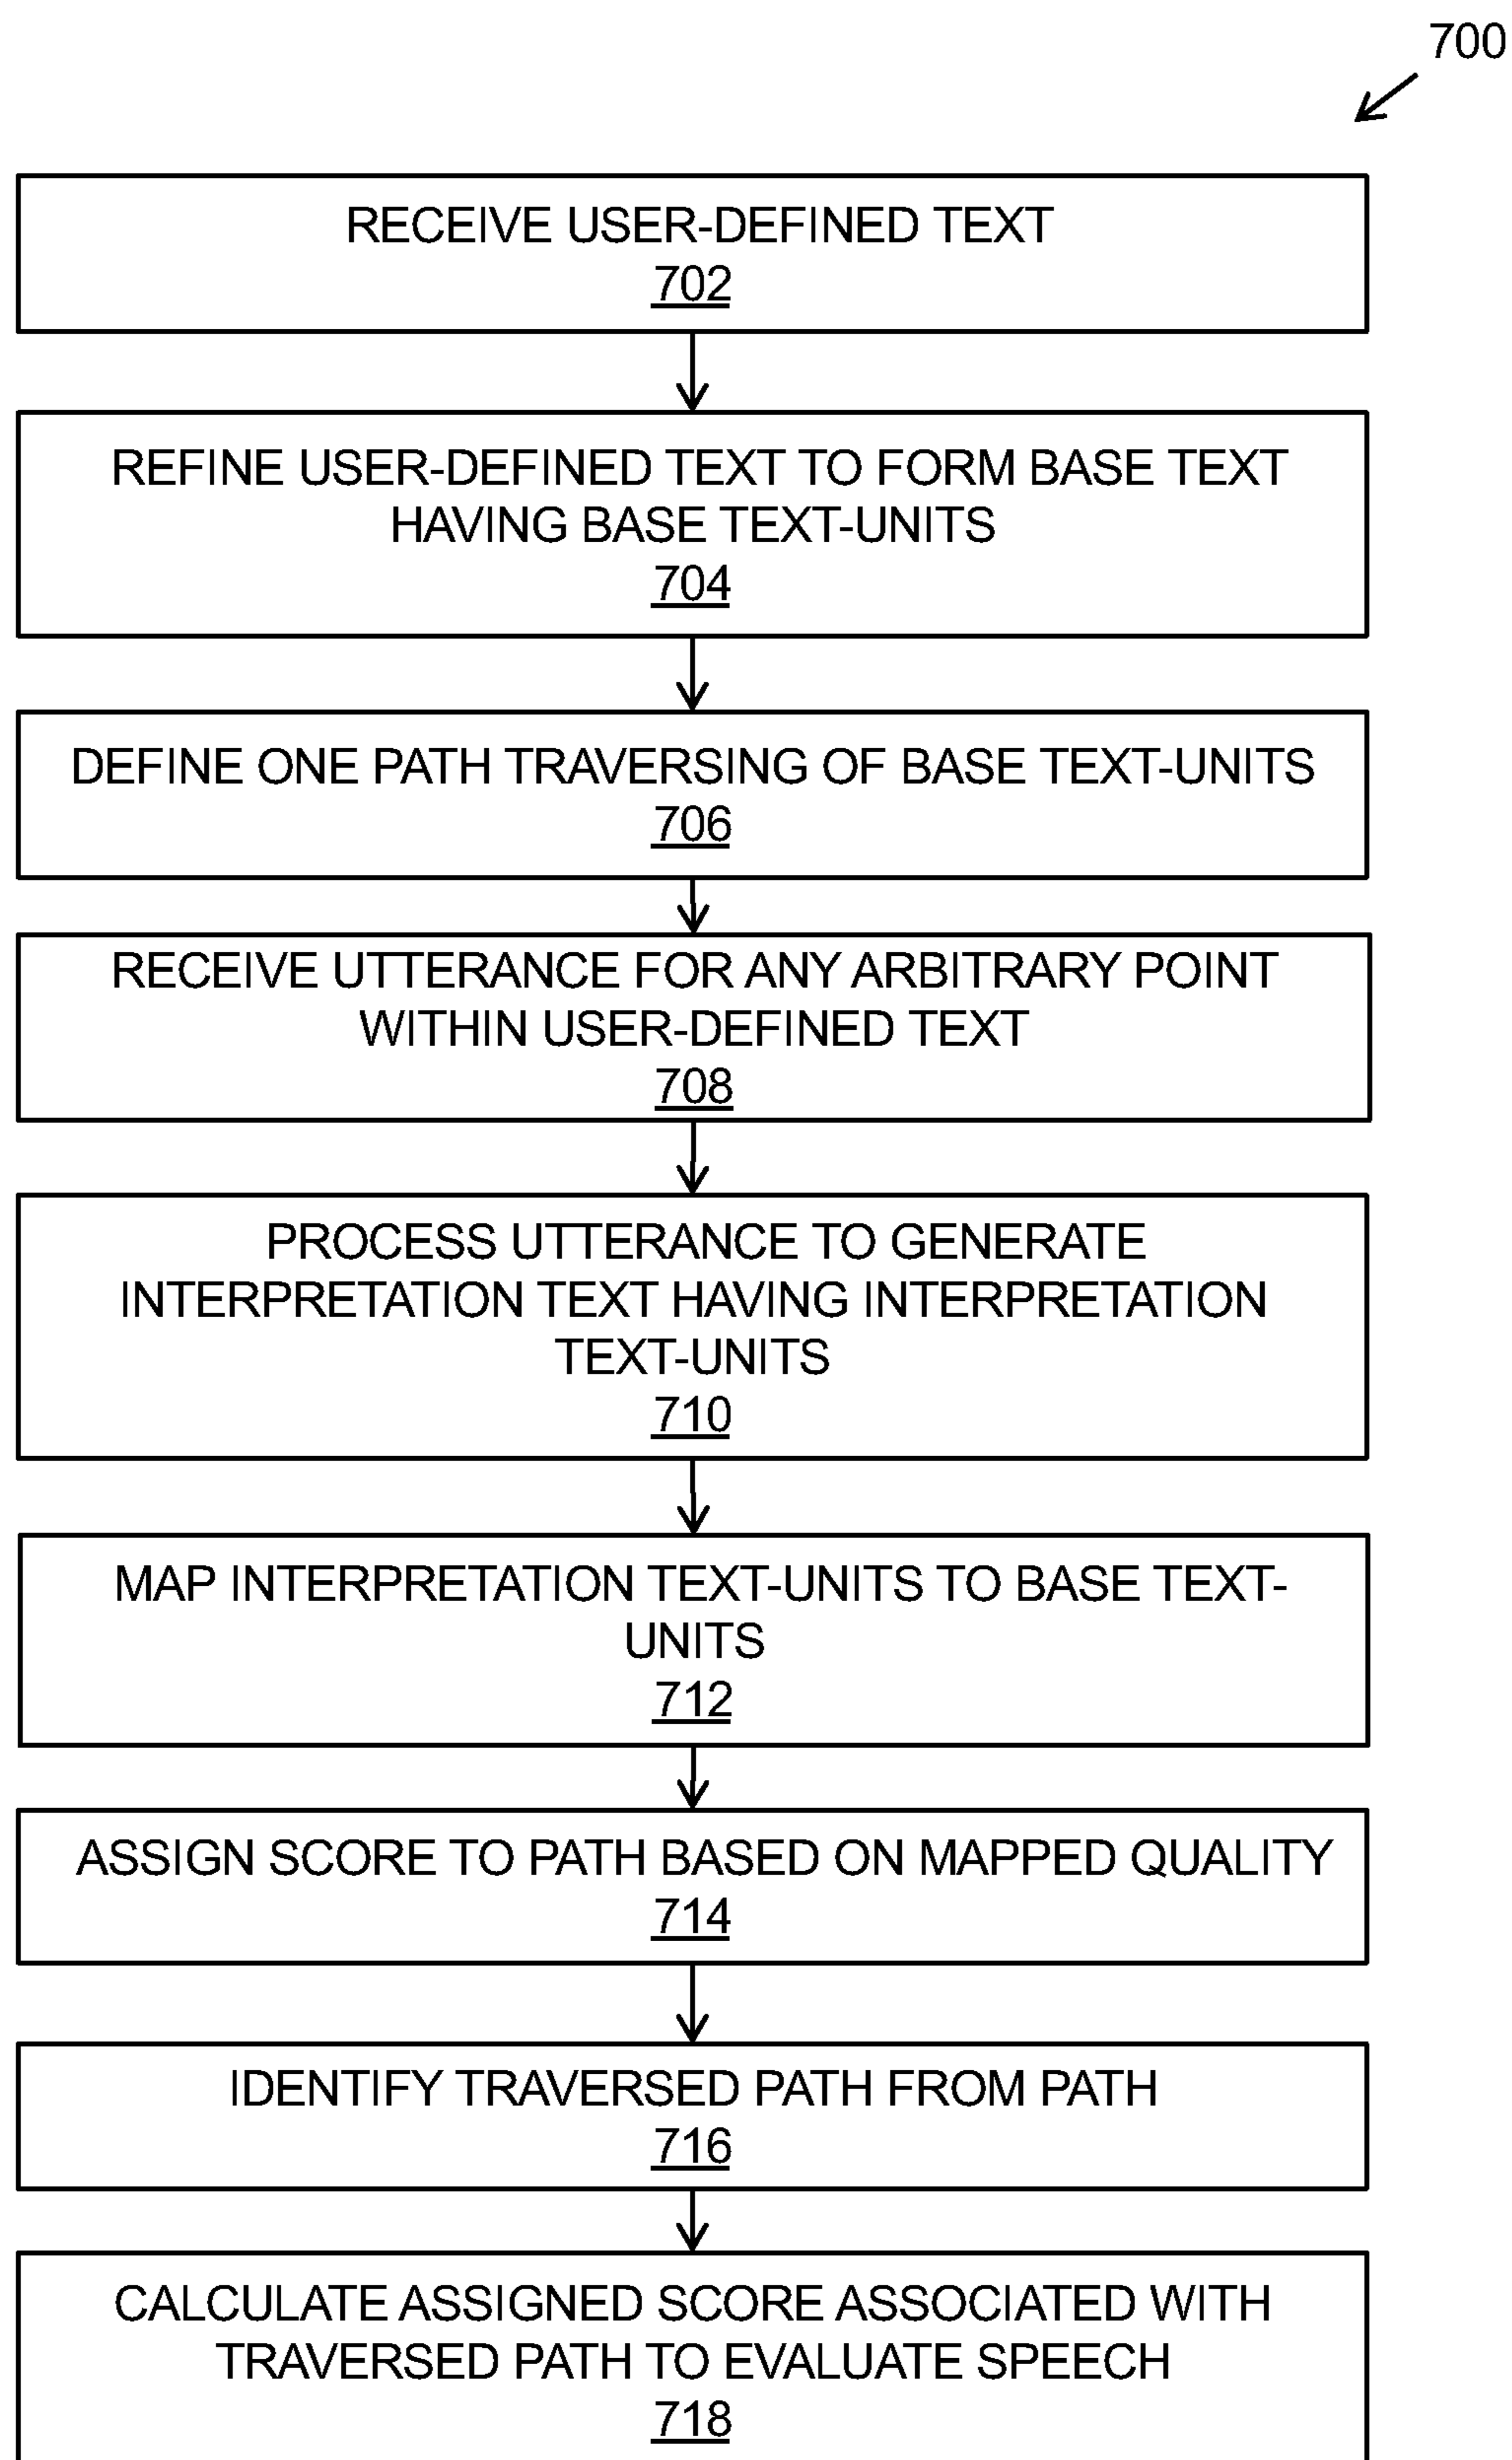 700
RECEIVE USER-DEFINED TEXT
702
REFINE USER-DEFINED TEXT TO FORM BASE TEXT
HAVING BASE TEXT-UNITS
704
DEFINE ONE PATH TRAVERSING OF BASE TEXT-UNITS
706
RECEIVE UTTERANCE FOR ANY ARBITRARY POINT
WITHIN USER-DEFINED TEXT
708
PROCESS UTTERANCE TO GENERATE
INTERPRETATION TEXT HAVING INTERPRETATION
TEXT-UNITS
710
MAP INTERPRETATION TEXT-UNITS TO BASE TEXT-
UNITS
712
ASSIGN SCORE TO PATH BASED ON MAPPED QUALITY
714
IDENTIFY TRAVERSED PATH FROM PATH
716
CALCULATE ASSIGNED SCORE ASSOCIATED WITH
TRAVERSED PATH TO EVALUATE SPEECH
718